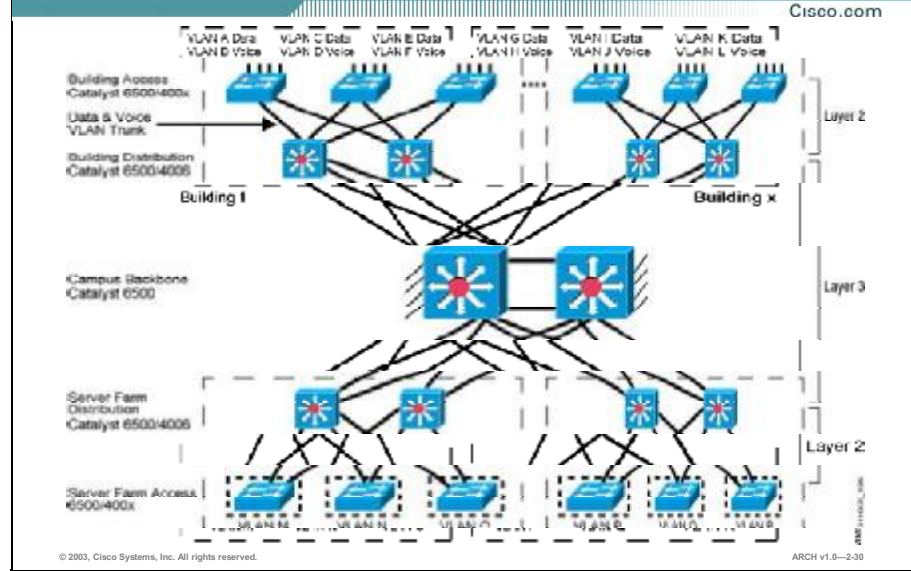 Cisco.com
VLAN A Data VLAN C Data VLAN E Data VLAN G Data VLAN I Data VLAN K Data
VLAN B Voice VLAN D Voice VLAN F Voice VLAN H Voice VLAN J Voice VLAN L Voice
Building Access
Catalyst 6500/400x
Layer 2
Data & Voice
VLAN Trunk
Building Distribution
Catalyst 6500/4006
Building 1
Building x
Campus Backbone
Catalyst 6500
Layer 3
Server Farm
Distribution
Catalyst 6500/4006
Layer 2
Server Farm Access
6500/400x
© 2003, Cisco Systems, Inc. All rights reserved.
ARCH v1.0—2-30